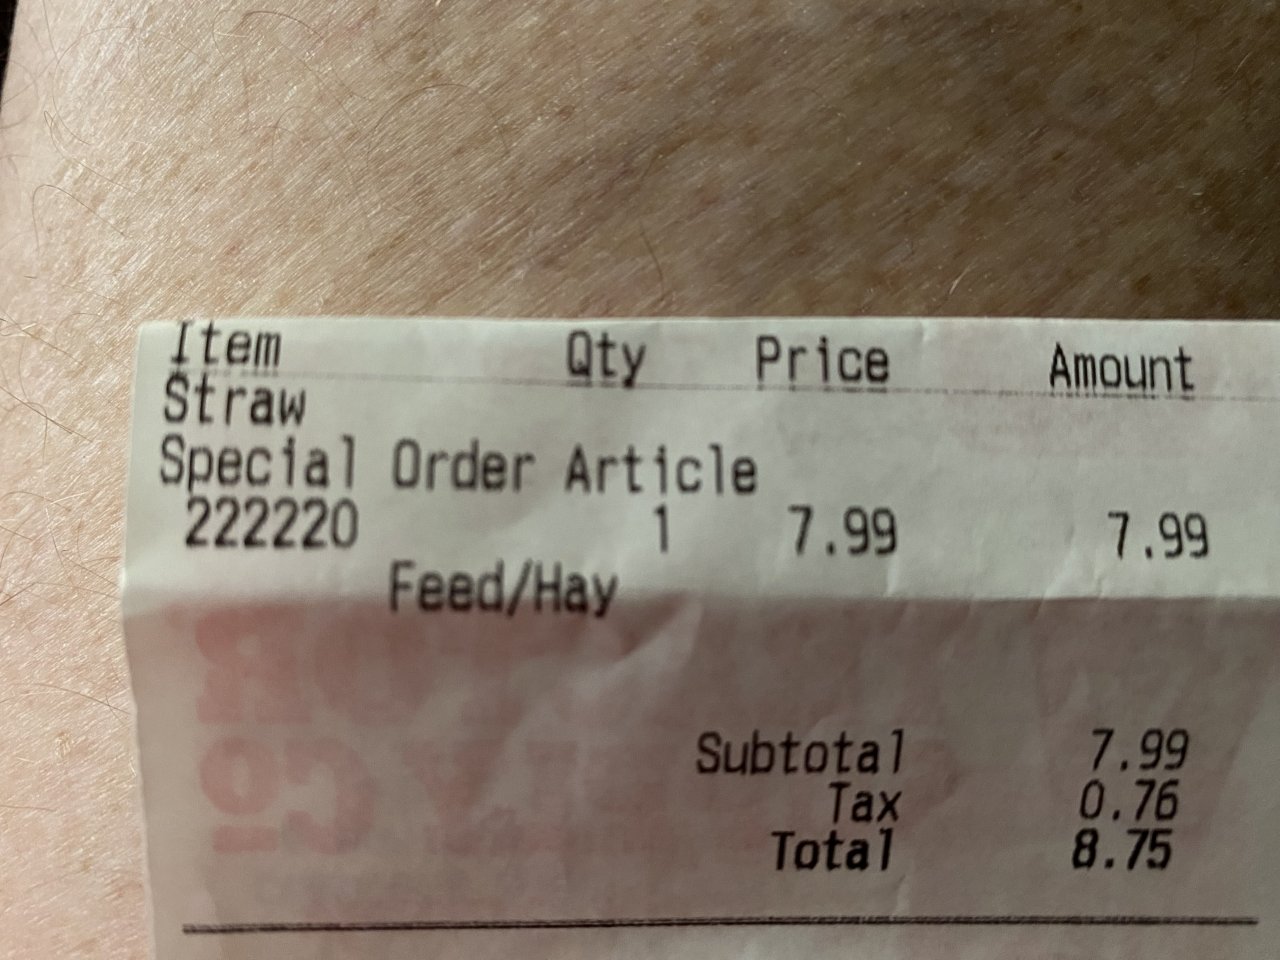 Item Qty Price Amount
Straw
Special Order Article
222220 1 7.99 7.99
Feed/Hay
Subtotal 7.99
Tax 0.76
Total 8.75